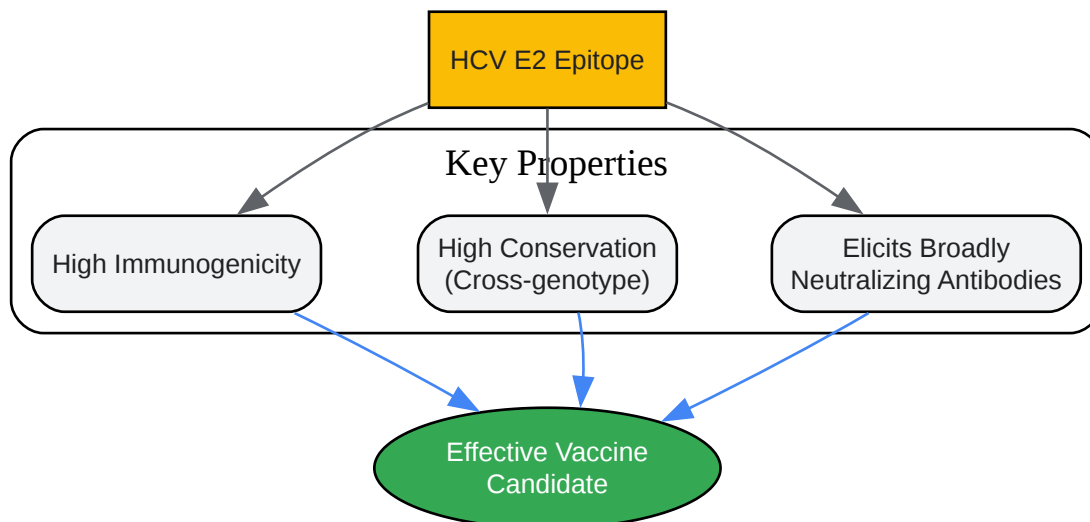 HCV E2 Epitope
Key Properties
High Immunogenicity
High Conservation
(Cross-genotype)
Elicits Broadly
Neutralizing Antibodies
Effective Vaccine
Candidate